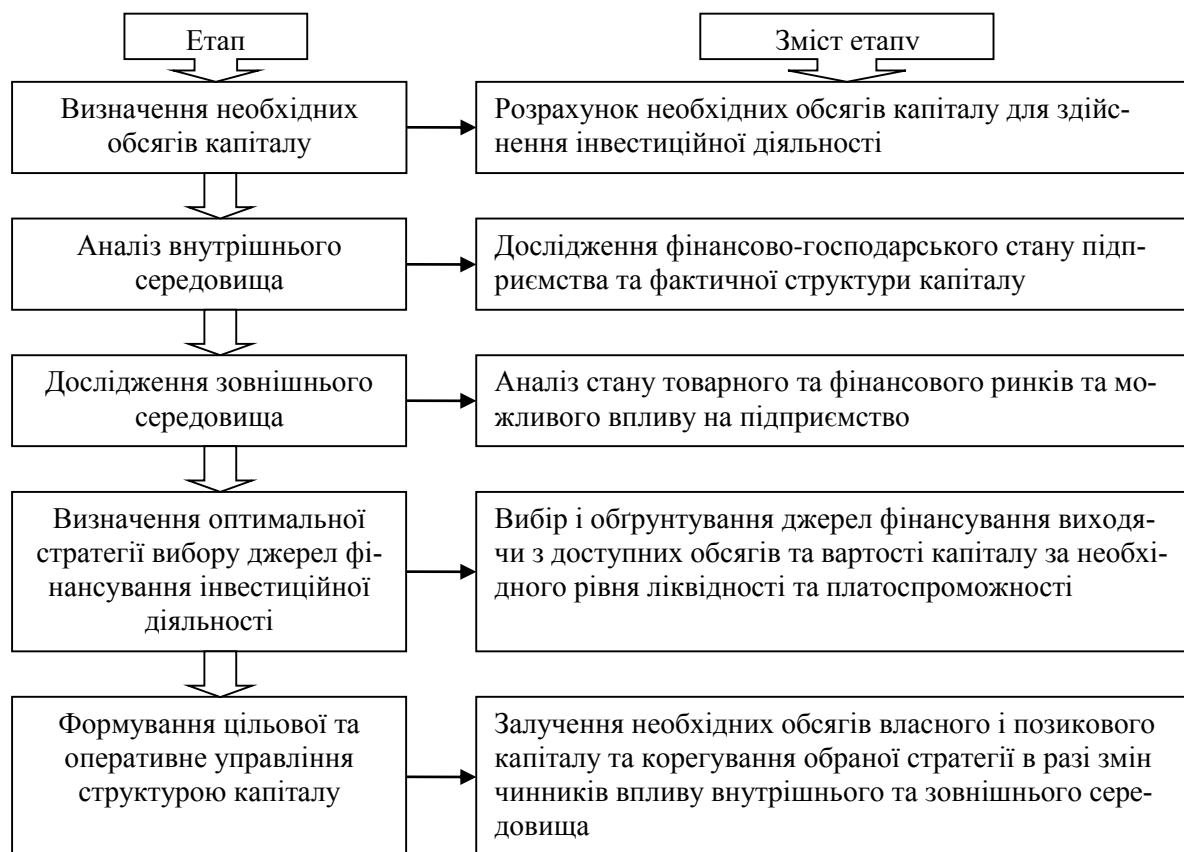 Етап
Зміст етапу
Визначення необхідних
обсягів капіталу
Розрахунок необхідних обсягів капіталу для здійс-
нення інвестиційної діяльності
Аналіз внутрішнього
середовища
Дослідження фінансово-господарського стану під-
приємства та фактичної структури капіталу
Дослідження зовнішнього
середовища
Аналіз стану товарного та фінансового ринків та мо-
жливого впливу на підприємство
Визначення оптимальної
стратегії вибору джерел фі-
нансування інвестиційної
діяльності
Вибір і обґрунтування джерел фінансування виходя-
чи з доступних обсягів та вартості капіталу за необхі-
дного рівня ліквідності та платоспроможності
Формування цільової та
оперативне управління
структурою капіталу
Залучення необхідних обсягів власного і позикового
капіталу та корегування обраної стратегії в разі змін
чинників впливу внутрішнього та зовнішнього сере-
довища